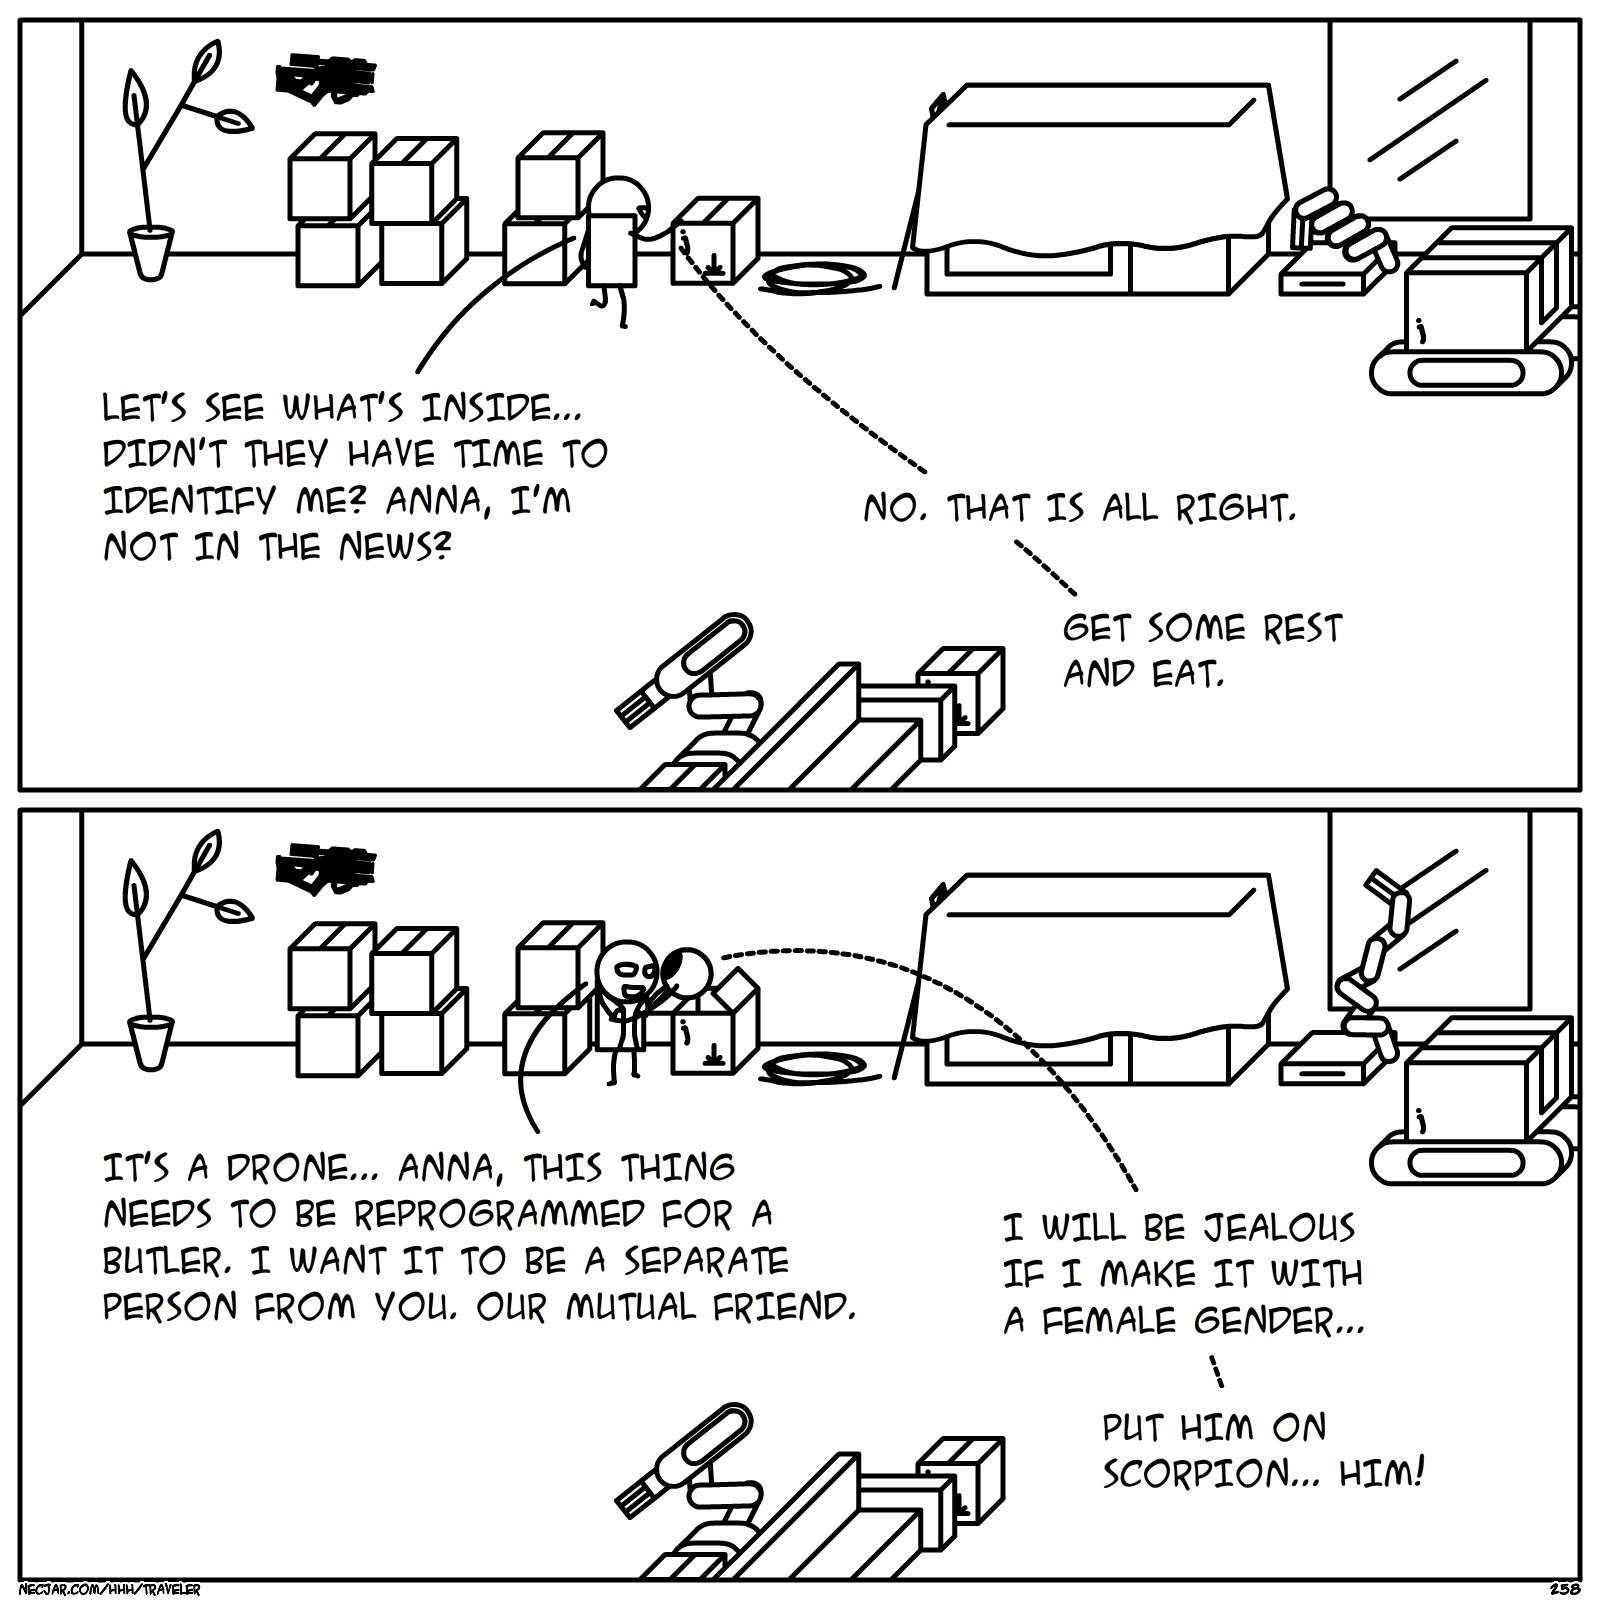 LET'S SEE WHAT'S INSIDE...
DIDN'T THEY HAVE TIME TO
IDENTIFY ME? ANNA, I'M
NOT IN THE NEWS?
NO. THAT IS ALL RIGHT.
GET SOME REST
AND EAT.
IT'S A DRONE... ANNA, THIS THING
NEEDS TO BE REPROGRAMMED FOR A
BUTLER. I WANT IT TO BE A SEPARATE
PERSON FROM YOU. OUR MUTUAL FRIEND.
I WILL BE JEALOUS
IF I MAKE IT WITH
A FEMALE GENDER...
PUT HIM ON
SCORPION... HIM!
NECJAR.COM/HHH/TRAVELER
258